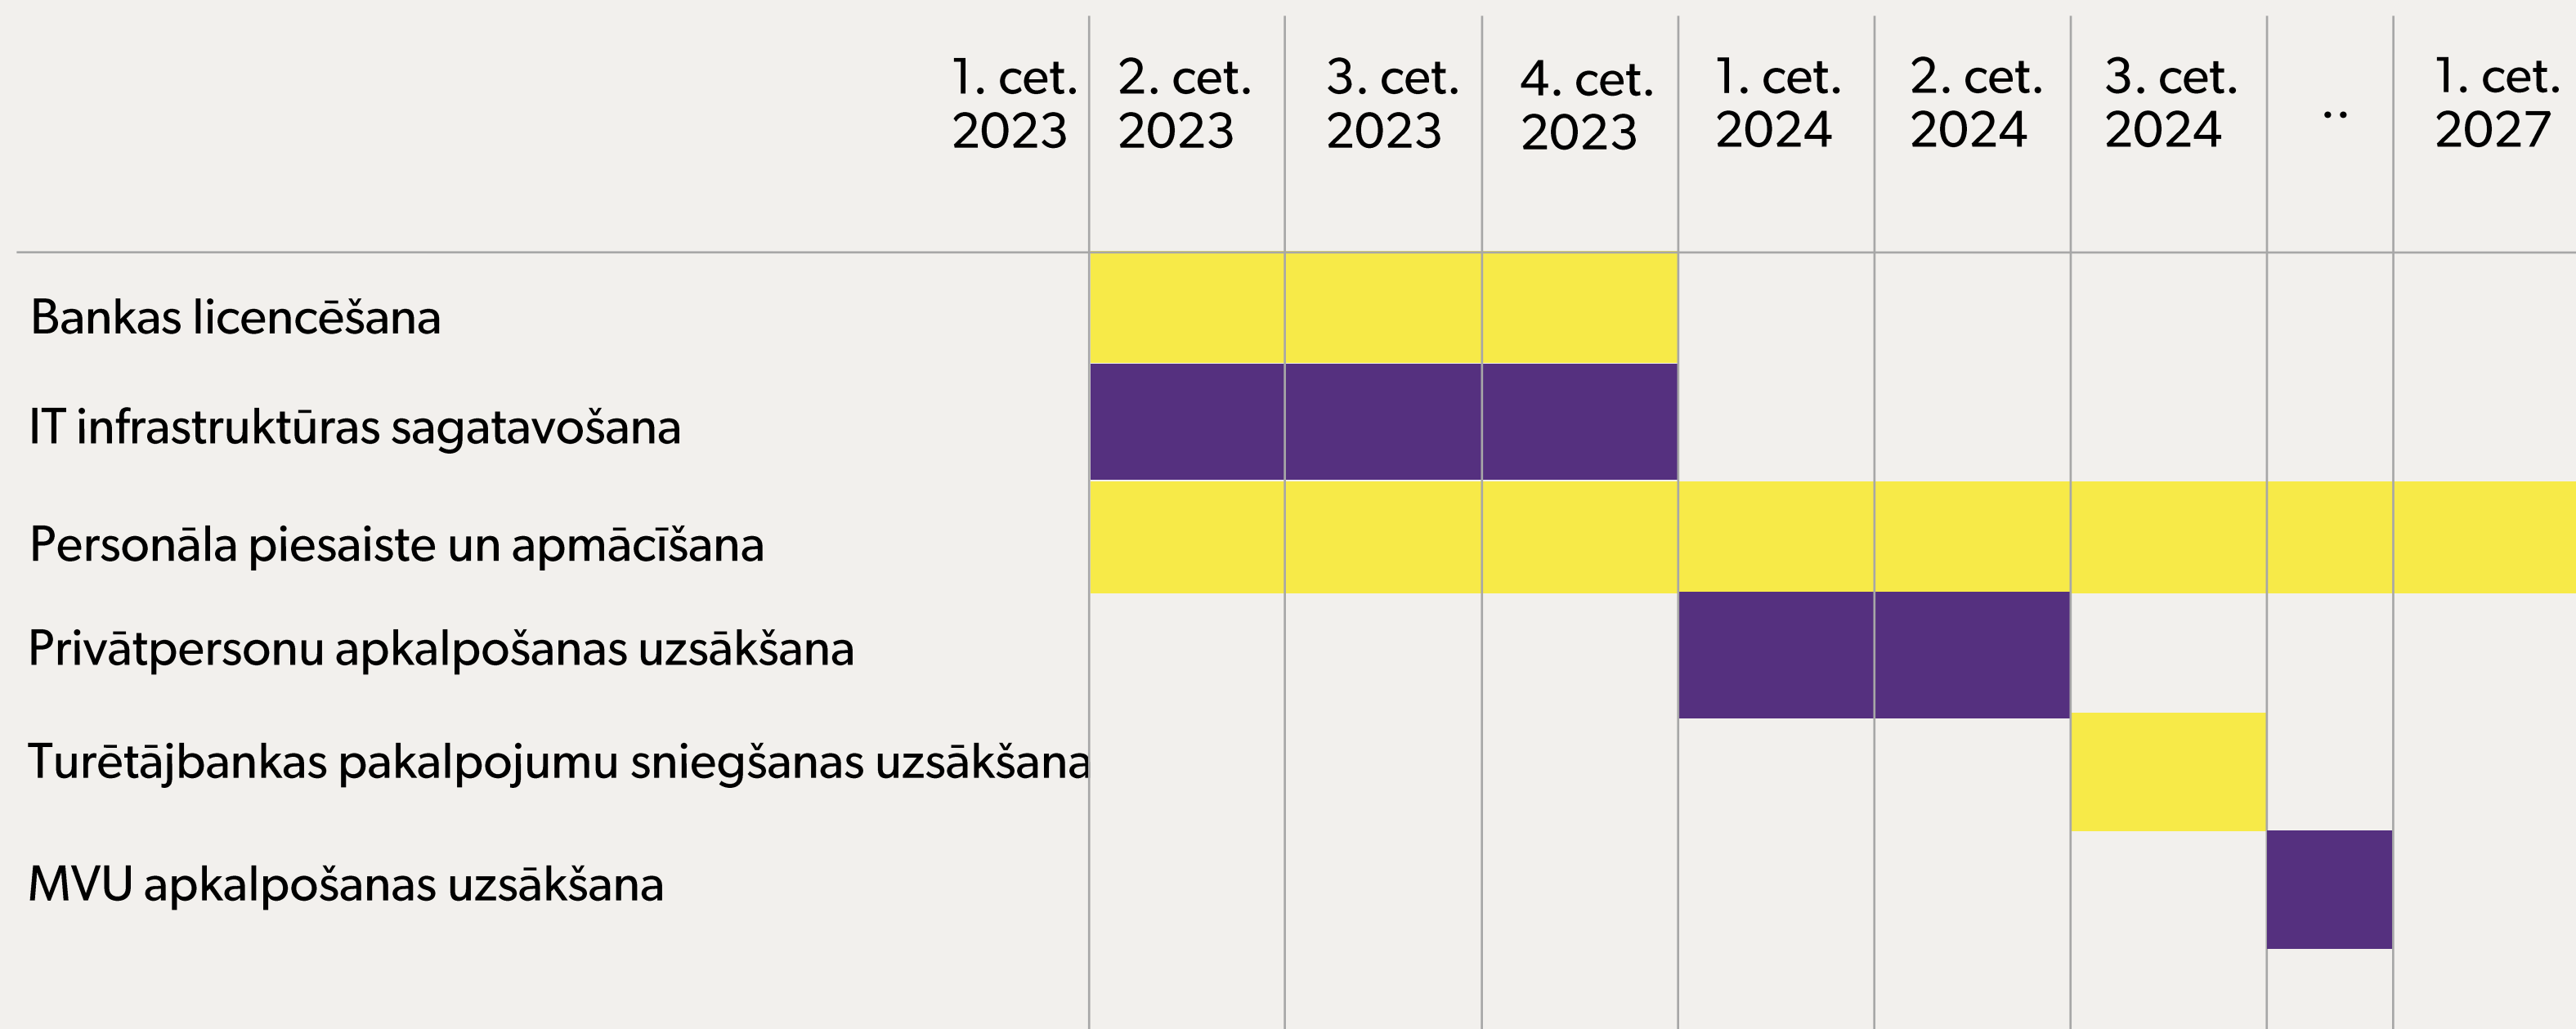 1. cet. 2. cet. 3. cet. 4. cet. 1. cet. 2. cet. 3. cet. .. 1. cet.
2023 2023 2023 2023 2024 2024 2024 2027
Bankas licencēšana
IT infrastruktūras sagatavošana
Personāla piesaiste un apmācīšana
Privātpersonu apkalpošanas uzsākšana
Turētājbankas pakalpojumu sniegšanas uzsākšana
MVU apkalpošanas uzsākšana